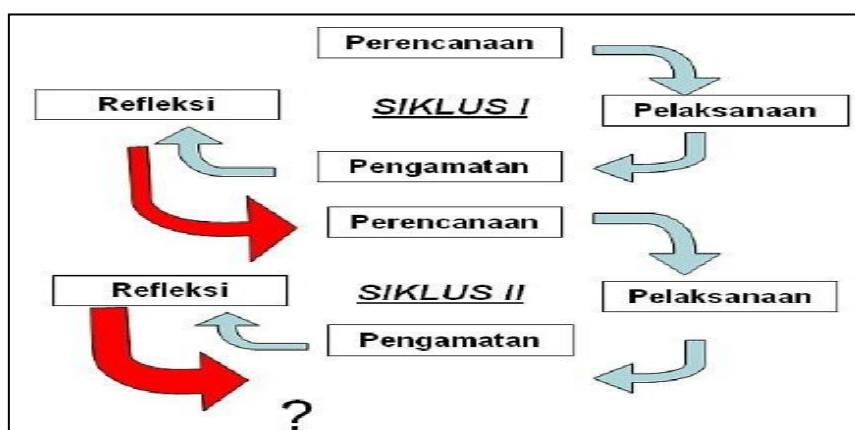 Perencanaan
Refleksi
SIKLUS I
Pelaksanaan
Pengamatan
Perencanaan
Refleksi
SIKLUS II
Pelaksanaan
Pengamatan
?